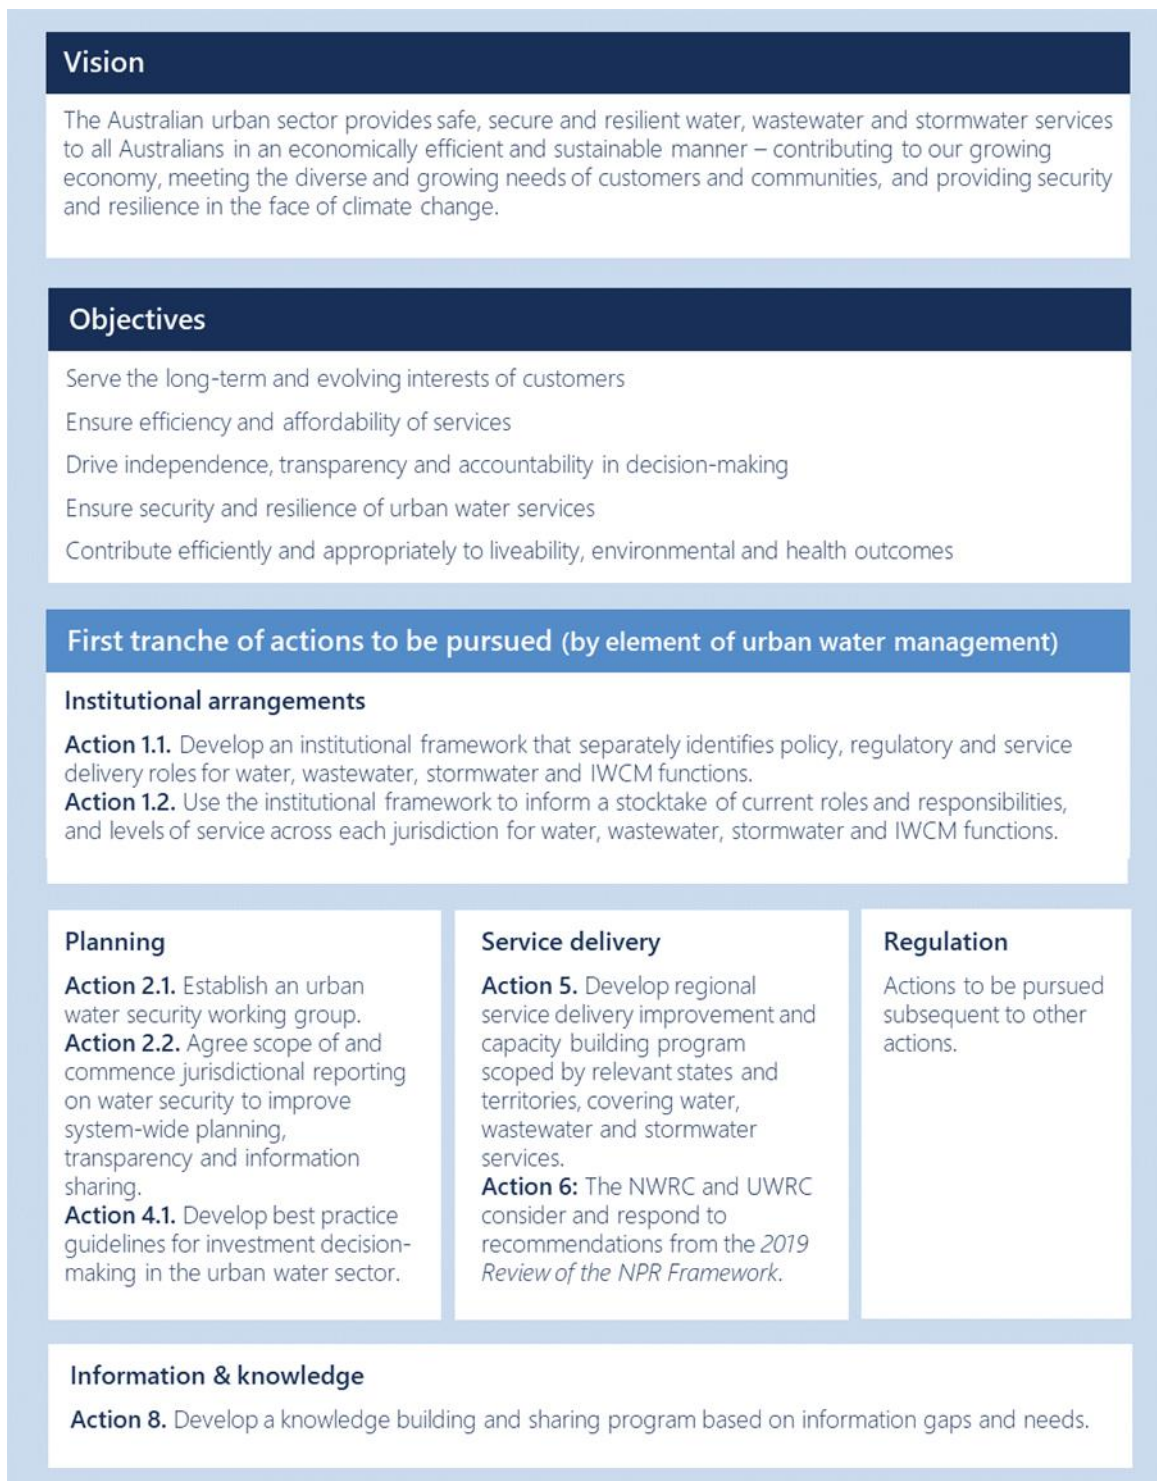 Vision
The Australian urban sector provides safe, secure and resilient water, wastewater and stormwater services
to all Australians in an economically efficient and sustainable manner – contributing to our growing
economy, meeting the diverse and growing needs of customers and communities, and providing security
and resilience in the face of climate change.
Objectives
Serve the long-term and evolving interests of customers
Ensure efficiency and affordability of services
Drive independence, transparency and accountability in decision-making
Ensure security and resilience of urban water services
Contribute efficiently and appropriately to liveability, environmental and health outcomes
First tranche of actions to be pursued (by element of urban water management)
Institutional arrangements
Action 1.1. Develop an institutional framework that separately identifies policy, regulatory and service
delivery roles for water, wastewater, stormwater and IWCM functions.
Action 1.2. Use the institutional framework to inform a stocktake of current roles and responsibilities,
and levels of service across each jurisdiction for water, wastewater, stormwater and IWCM functions.
Planning
Action 2.1. Establish an urban
water security working group.
Action 2.2. Agree scope of and
commence jurisdictional reporting
on water security to improve
system-wide planning,
transparency and information
sharing.
Action 4.1. Develop best practice
guidelines for investment decision-
making in the urban water sector.
Service delivery
Action 5. Develop regional
service delivery improvement and
capacity building program
scoped by relevant states and
territories, covering water,
wastewater and stormwater
services.
Action 6: The NWRC and UWRC
consider and respond to
recommendations from the 2019
Review of the NPR Framework.
Regulation
Actions to be pursued
subsequent to other
actions.
Information & knowledge
Action 8. Develop a knowledge building and sharing program based on information gaps and needs.